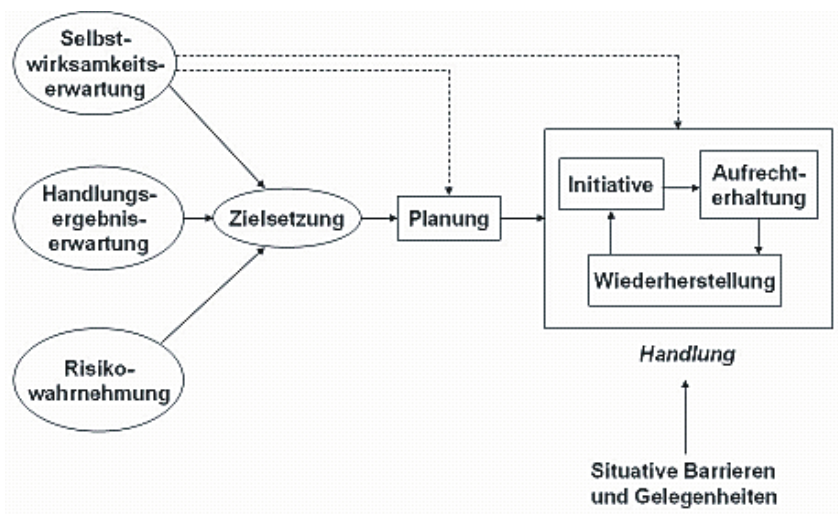 Selbst-
wirksamkeits-
erwartung
Handlungs-
ergebnis-
erwartung
Risiko-
wahrnehmung
Zielsetzung
Planung
Initiative
Aufrecht-
erhaltung
Wiederherstellung
Handlung
Situative Barrieren
und Gelegenheiten